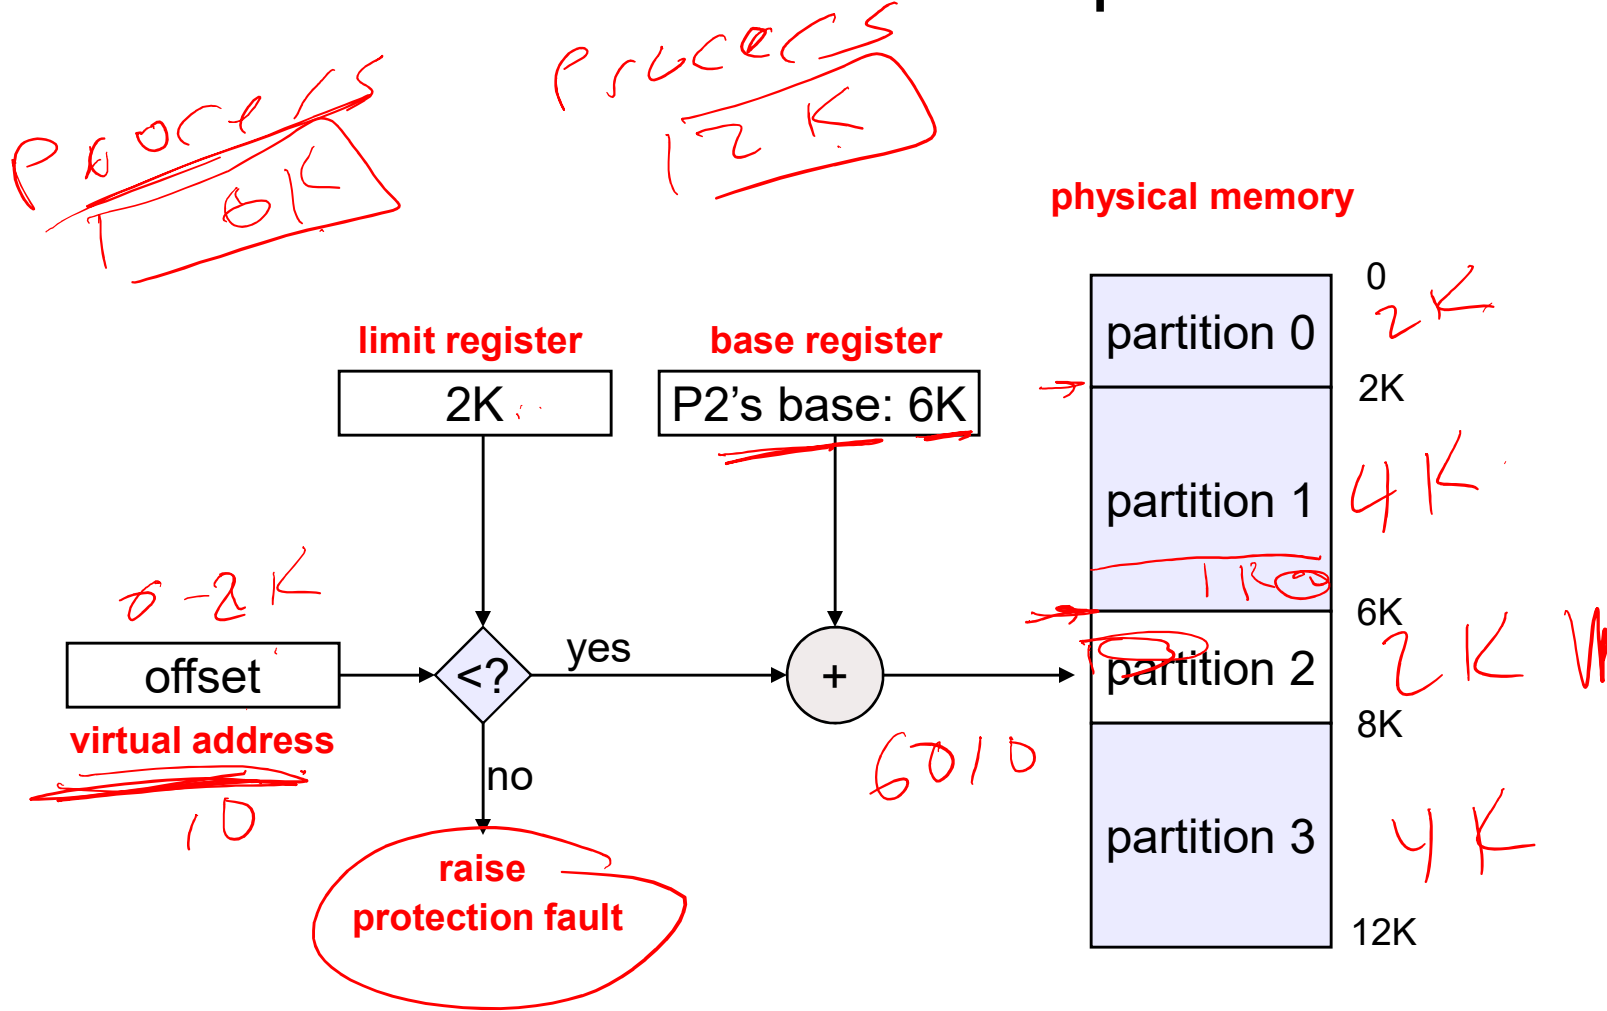 Process
6K
Process
2K
physical memory
0
partition 0
2K
limit register
base register
2K
P2's base: 6K
2K
partition 1
4K
1K
6K
0-2K
offset
<?
yes
+
partition 2
2K
8K
virtual address
10
no
6010
raise
protection fault
partition 3
4K
12K